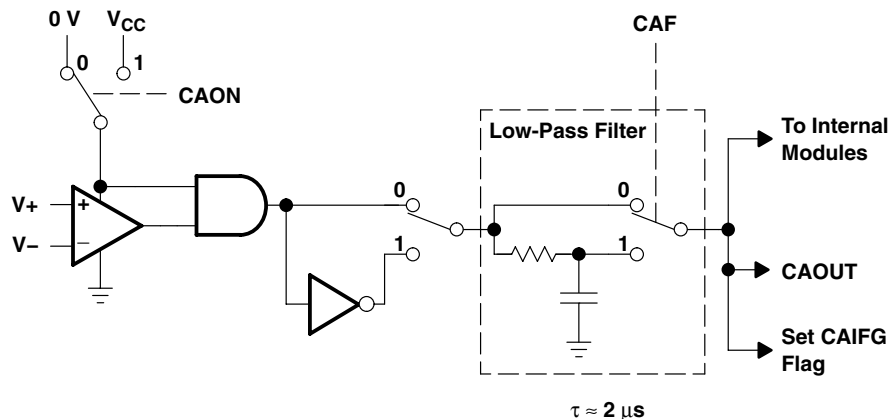 0 V
VCC
0
1
CAON
CAF
Low-Pass Filter
To Internal
Modules
V+
+
V−
−
0
1
0
1
CAOUT
Set CAIFG
Flag
τ ≈ 2 μs